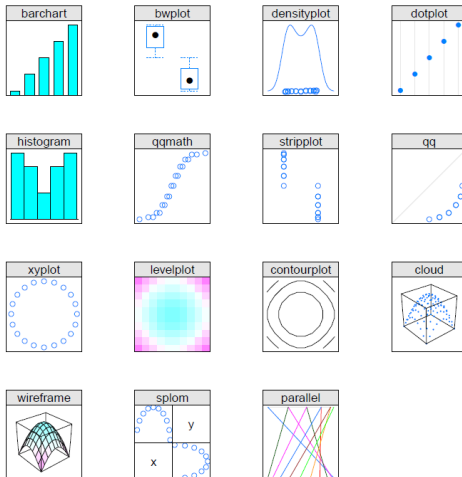 barchart
bwplot
densityplot
dotplot
histogram
qqmath
stripplot
qq
xyplot
levelplot
contourplot
cloud
wireframe
splom
parallel
y
x